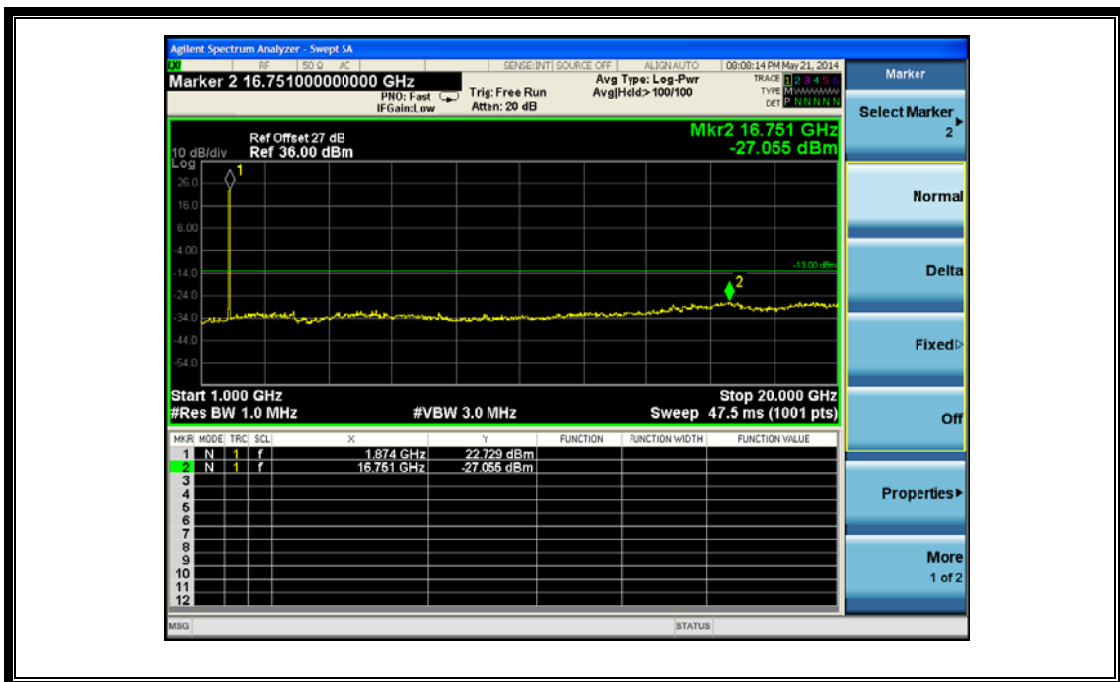 Agilent Spectrum Analyzer - Swept SA
LXI RF 50 Ω AC SENSE:INT SOURCE OFF ALIGN AUTO 08:08:14 PM May 21, 2014
Marker 2 16.751000000000 GHz
PNO: Fast
IFGain:Low
Trig: Free Run
Atten: 20 dB
Avg Type: Log-Pwr
Avg|Hold:> 100/100
TRACE 1 2 3 4 5 6
TYPE M
DET P N N N N N
Mkr2 16.751 GHz
-27.055 dBm
Ref Offset 27 dB
10 dB/div Ref 36.00 dBm
Log
1
26.0
16.0
6.00
-4.00
-13.00 dBm
-14.0
2
-24.0
-34.0
-44.0
-54.0
Start 1.000 GHz Stop 20.000 GHz
#Res BW 1.0 MHz #VBW 3.0 MHz Sweep 47.5 ms (1001 pts)
MKR MODE TRC SCL X Y FUNCTION FUNCTION WIDTH FUNCTION VALUE
1 N 1 f 1.874 GHz 22.729 dBm
2 N 1 f 16.751 GHz -27.055 dBm
3
4
5
6
7
8
9
10
11
12
MSG STATUS
Marker
Select Marker
2
Normal
Delta
Fixed
Off
Properties
More
1 of 2